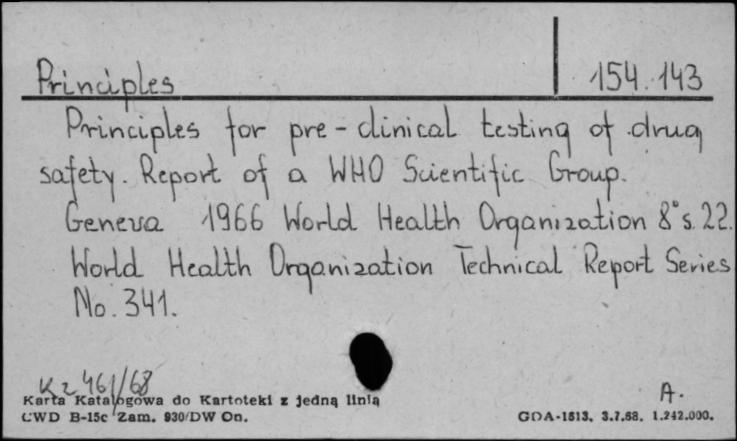 Principles 154.143
Principles for pre-clinical testing of drug
safety. Report of a WHO Scientific Group.
Geneva 1966 World Health Organization 8° s. 22.
World Health Organization Technical Report Series
No. 341.
Kz 461/68
A.
Karta Katalogowa do Kartoteki z jedną linią
CWD B-15c Zam. 930/DW On. GDA-1813. 3.7.68. 1.242.000.